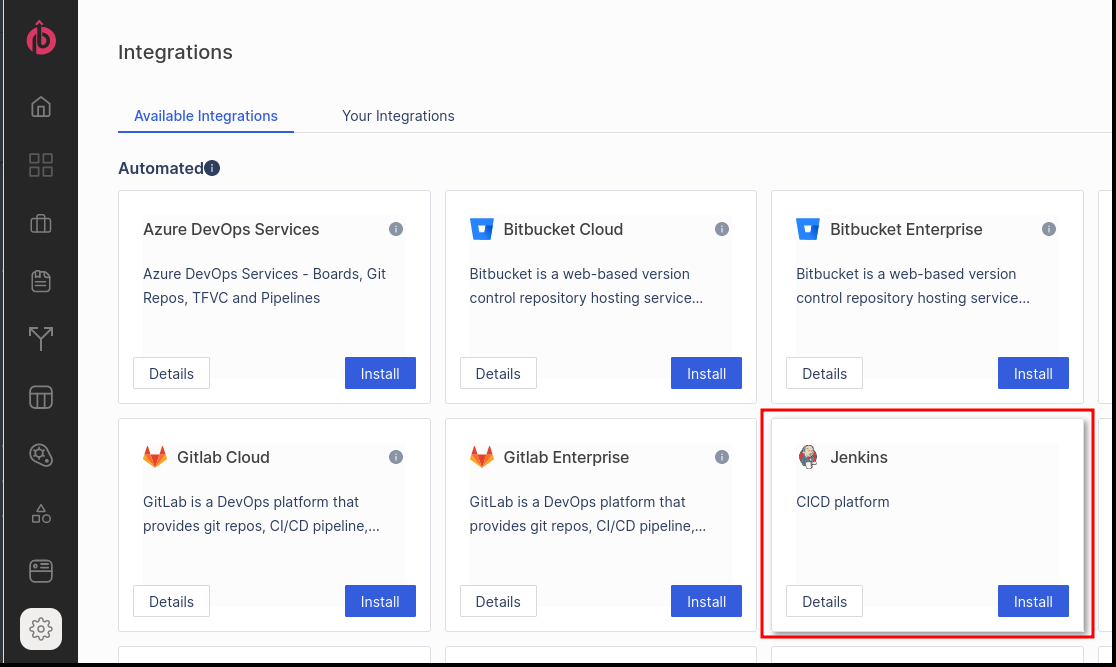 Integrations
Available Integrations
Your Integrations
Automated
Azure DevOps Services
Azure DevOps Services - Boards, Git
Repos, TFVC and Pipelines
Details
Install
Bitbucket Cloud
Bitbucket is a web-based version
control repository hosting service...
Details
Install
Bitbucket Enterprise
Bitbucket is a web-based version
control repository hosting service...
Details
Install
Gitlab Cloud
GitLab is a DevOps platform that
provides git repos, CI/CD pipeline,...
Details
Install
Gitlab Enterprise
GitLab is a DevOps platform that
provides git repos, CI/CD pipeline,...
Details
Install
Jenkins
CICD platform
Details
Install